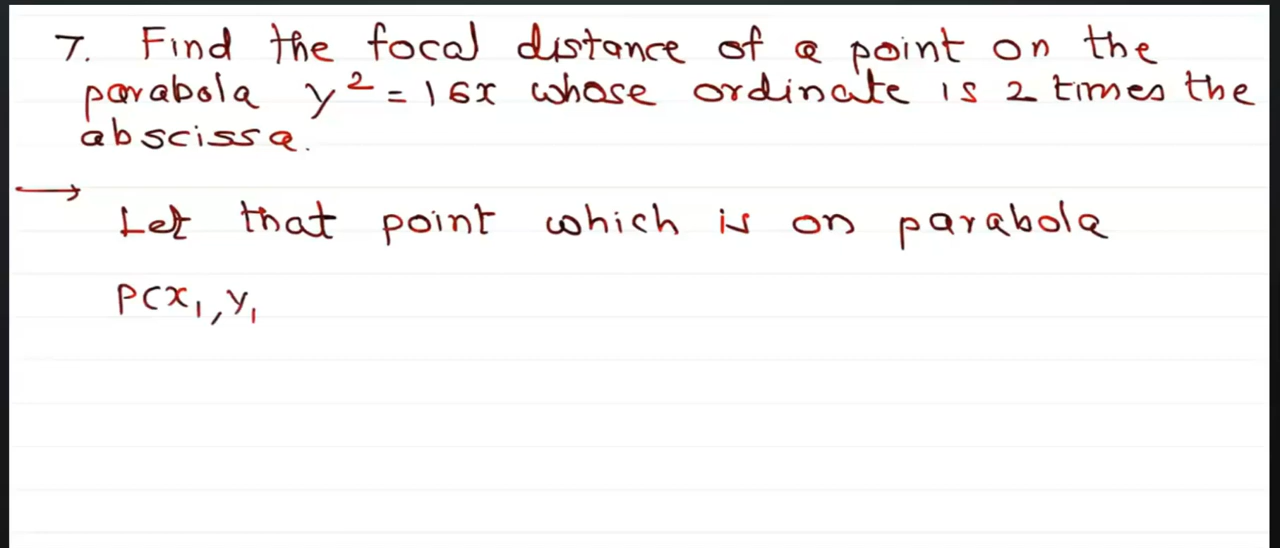 7. Find the focal distance of a point on the
parabola y² = 16x whose ordinate is 2 times the
abscissa.
→
Let that point which is on parabola
P(x₁, y₁